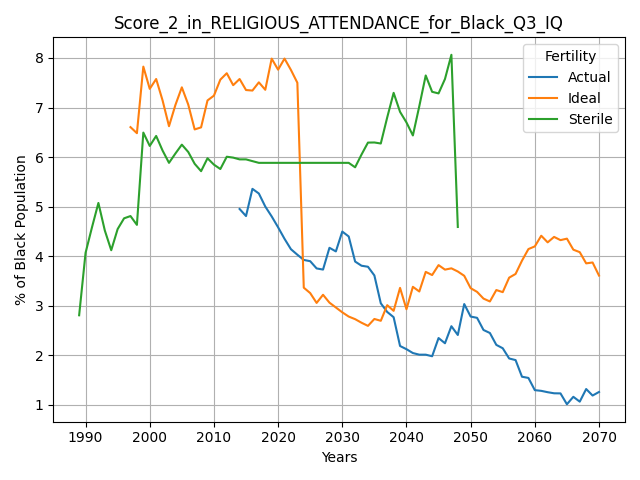 Score_2_in_RELIGIOUS_ATTENDANCE_for_Black_Q3_IQ
% of Black Population
8
7
6
5
4
3
2
1
Fertility
Actual
Ideal
Sterile
1990 2000 2010 2020 2030 2040 2050 2060 2070
Years